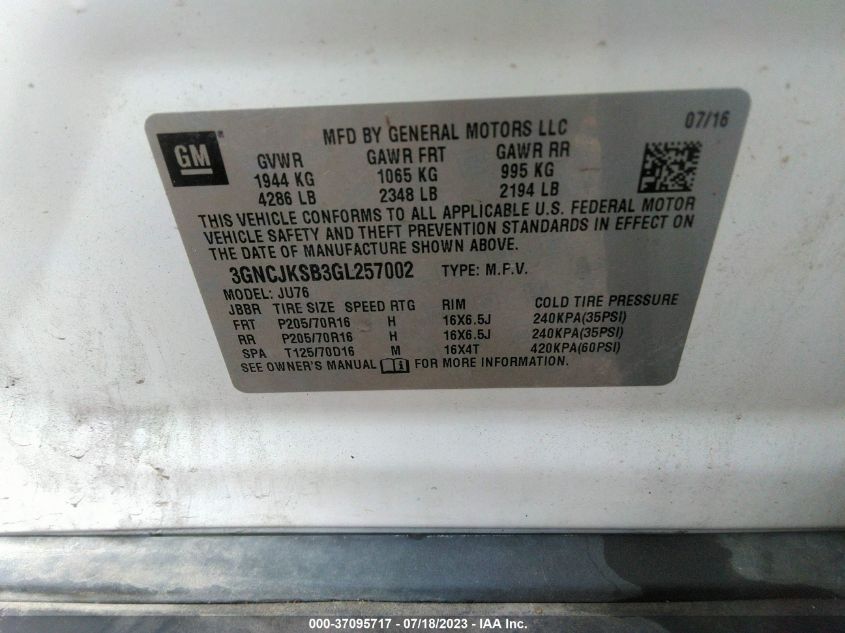 GM
MFD BY GENERAL MOTORS LLC
07/16
GVWR GAWR FRT GAWR RR
1944 KG 1065 KG 995 KG
4286 LB 2348 LB 2194 LB
THIS VEHICLE CONFORMS TO ALL APPLICABLE U.S. FEDERAL MOTOR
VEHICLE SAFETY AND THEFT PREVENTION STANDARDS IN EFFECT ON
THE DATE OF MANUFACTURE SHOWN ABOVE.
3GNCJKSB3GL257002 TYPE: M.P.V.
MODEL: JU76
JBBR TIRE SIZE SPEED RTG RIM COLD TIRE PRESSURE
FRT P205/70R16 H 16X6.5J 240KPA(35PSI)
RR P205/70R16 H 16X6.5J 240KPA(35PSI)
SPA T125/70D16 M 16X4T 420KPA(60PSI)
SEE OWNER'S MANUAL FOR MORE INFORMATION.
000-37095717 - 07/18/2023 - IAA Inc.